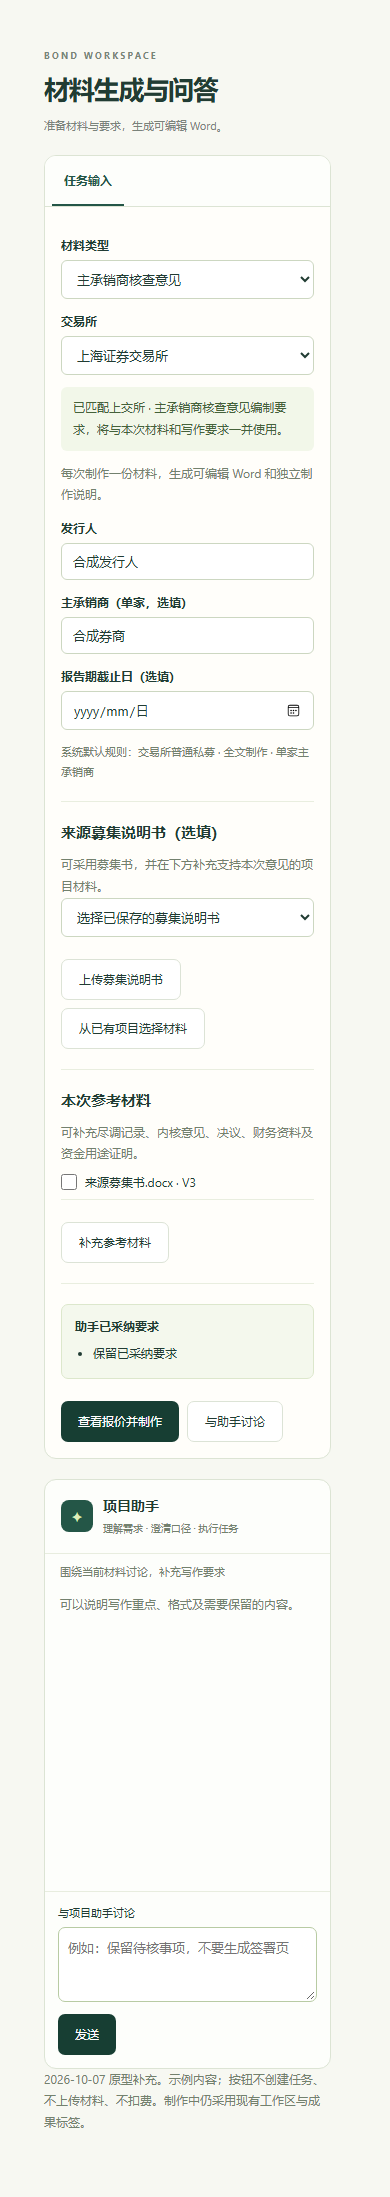 BOND WORKSPACE
材料生成与问答
准备材料与要求，生成可编辑 Word。
任务输入
材料类型
主承销商核查意见
交易所
上海证券交易所
已匹配上交所 · 主承销商核查意见编制要
求，将与本次材料和写作要求一并使用。
每次制作一份材料，生成可编辑 Word 和独立制
作说明。
发行人
合成发行人
主承销商（单家，选填）
合成券商
报告期截止日（选填）
yyyy/mm/日
系统默认规则：交易所普通私募 · 全文制作 · 单家主
承销商
来源募集说明书（选填）
可采用募集书，并在下方补充支持本次意见的项
目材料。
选择已保存的募集说明书
上传募集说明书
从已有项目选择材料
本次参考材料
可补充尽调记录、内核意见、决议、财务资料及
资金用途证明。
来源募集书.docx · V3
补充参考材料
助手已采纳要求
• 保留已采纳要求
查看报价并制作
与助手讨论
项目助手
理解需求 · 澄清口径 · 执行任务
围绕当前材料讨论，补充写作要求
可以说明写作重点、格式及需要保留的内容。
与项目助手讨论
例如：保留待核事项，不要生成签署页
发送
2026-10-07 原型补充。示例内容；按钮不创建任务、
不上传材料、不扣费。制作中仍采用现有工作区与成
果标签。